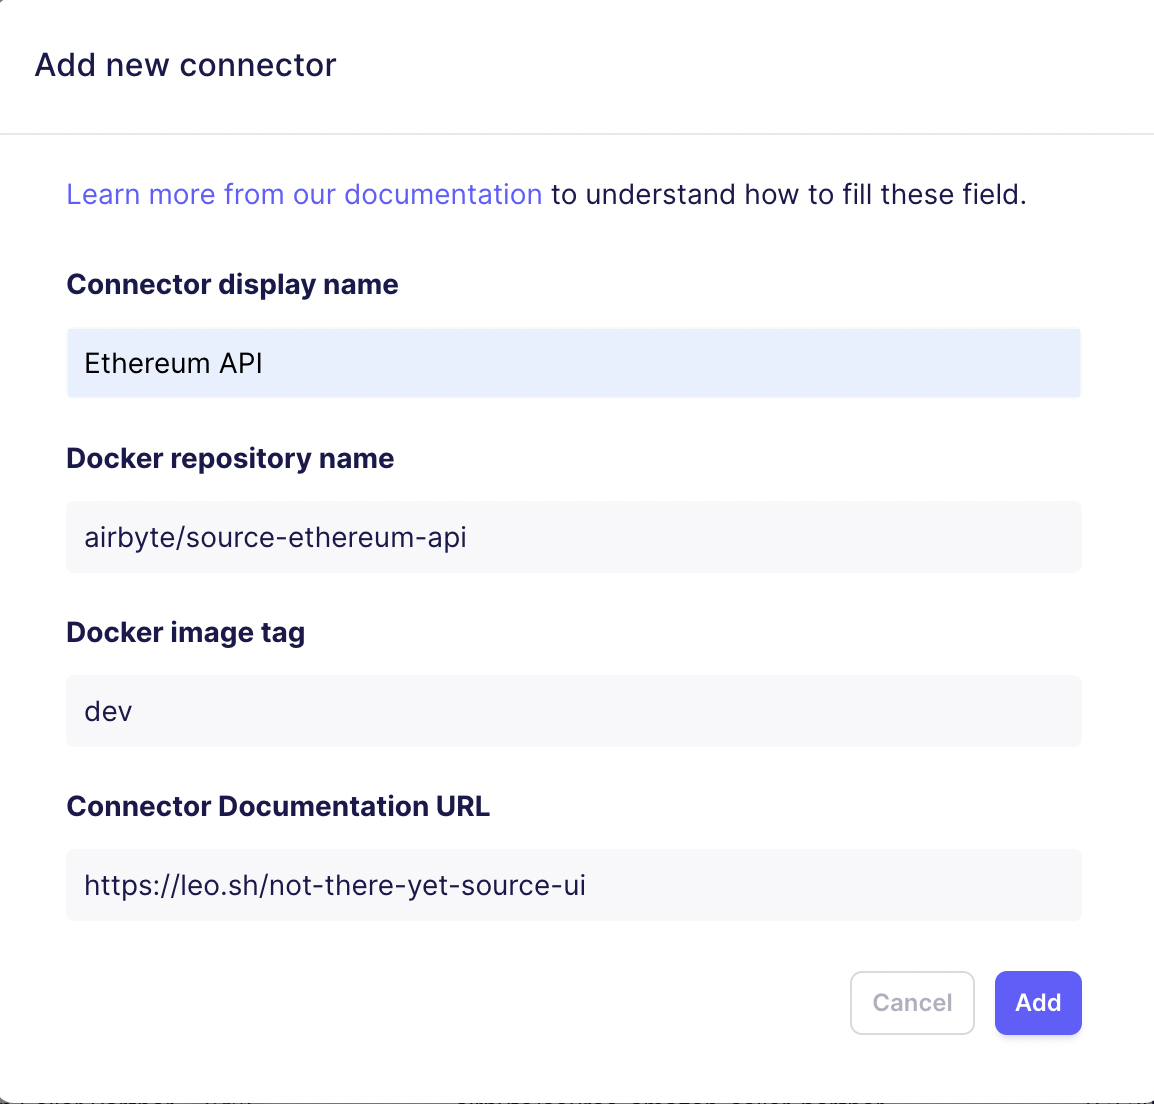 Add new connector
Learn more from our documentation to understand how to fill these field.
Connector display name
Ethereum API
Docker repository name
airbyte/source-ethereum-api
Docker image tag
dev
Connector Documentation URL
https://leo.sh/not-there-yet-source-ui
Cancel Add